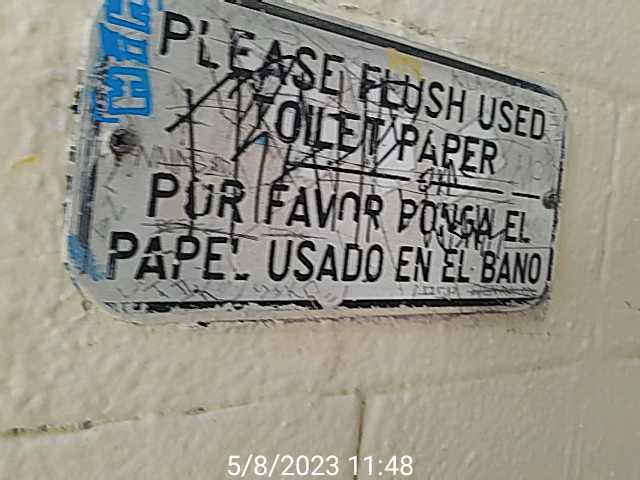 PLEASE FLUSH USED
TOILET PAPER
POR FAVOR PONGA EL
PAPEL USADO EN EL BANO
5/8/2023 11:48